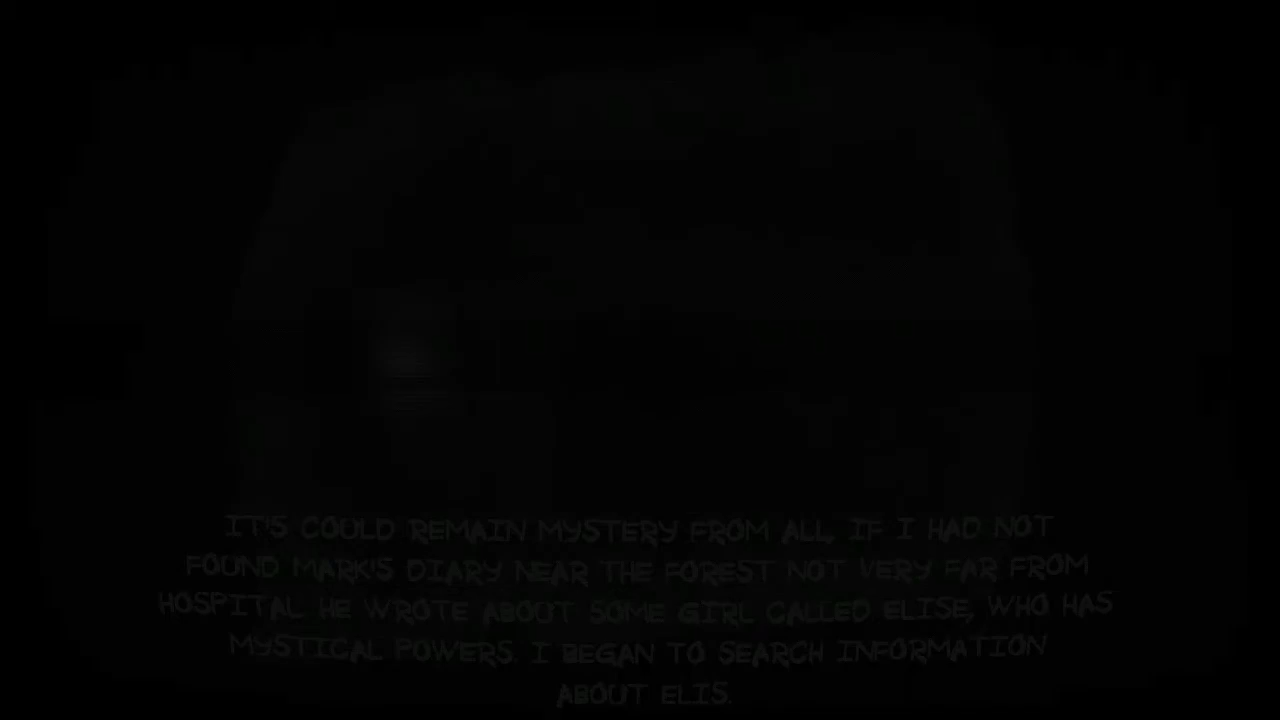 IT'S COULD REMAIN MYSTERY FROM ALL, IF I HAD NOT
FOUND MARK'S DIARY NEAR THE FOREST NOT VERY FAR FROM
HOSPITAL. HE WROTE ABOUT SOME GIRL CALLED ELISE, WHO HAS
MYSTICAL POWERS. I BEGAN TO SEARCH INFORMATION
ABOUT ELIS.